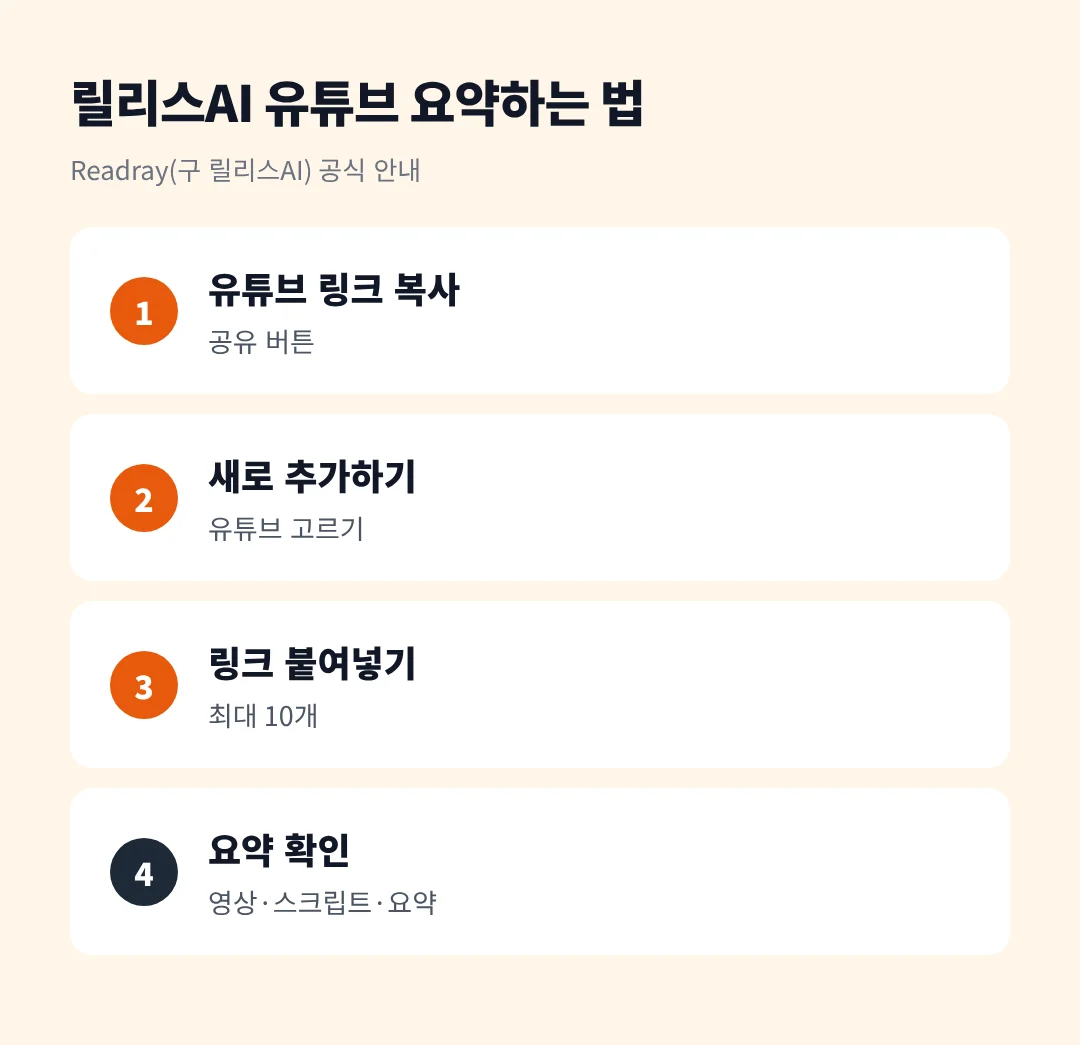 릴리스AI 유튜브 요약하는 법
Readray(구 릴리스AI) 공식 안내
1
유튜브 링크 복사
공유 버튼
2
새로 추가하기
유튜브 고르기
3
링크 붙여넣기
최대 10개
4
요약 확인
영상·스크립트·요약